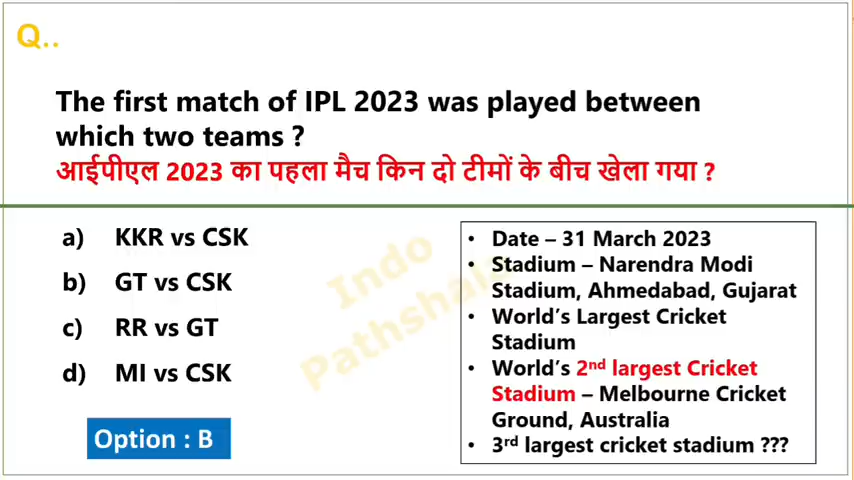 Q..
The first match of IPL 2023 was played between
which two teams ?
आईपीएल 2023 का पहला मैच किन दो टीमों के बीच खेला गया ?
a) KKR vs CSK
b) GT vs CSK
c) RR vs GT
d) MI vs CSK
Option : B
• Date – 31 March 2023
• Stadium – Narendra Modi
Stadium, Ahmedabad, Gujarat
• World's Largest Cricket
Stadium
• World's 2nd largest Cricket
Stadium – Melbourne Cricket
Ground, Australia
• 3rd largest cricket stadium ???
Indo
Pathshala